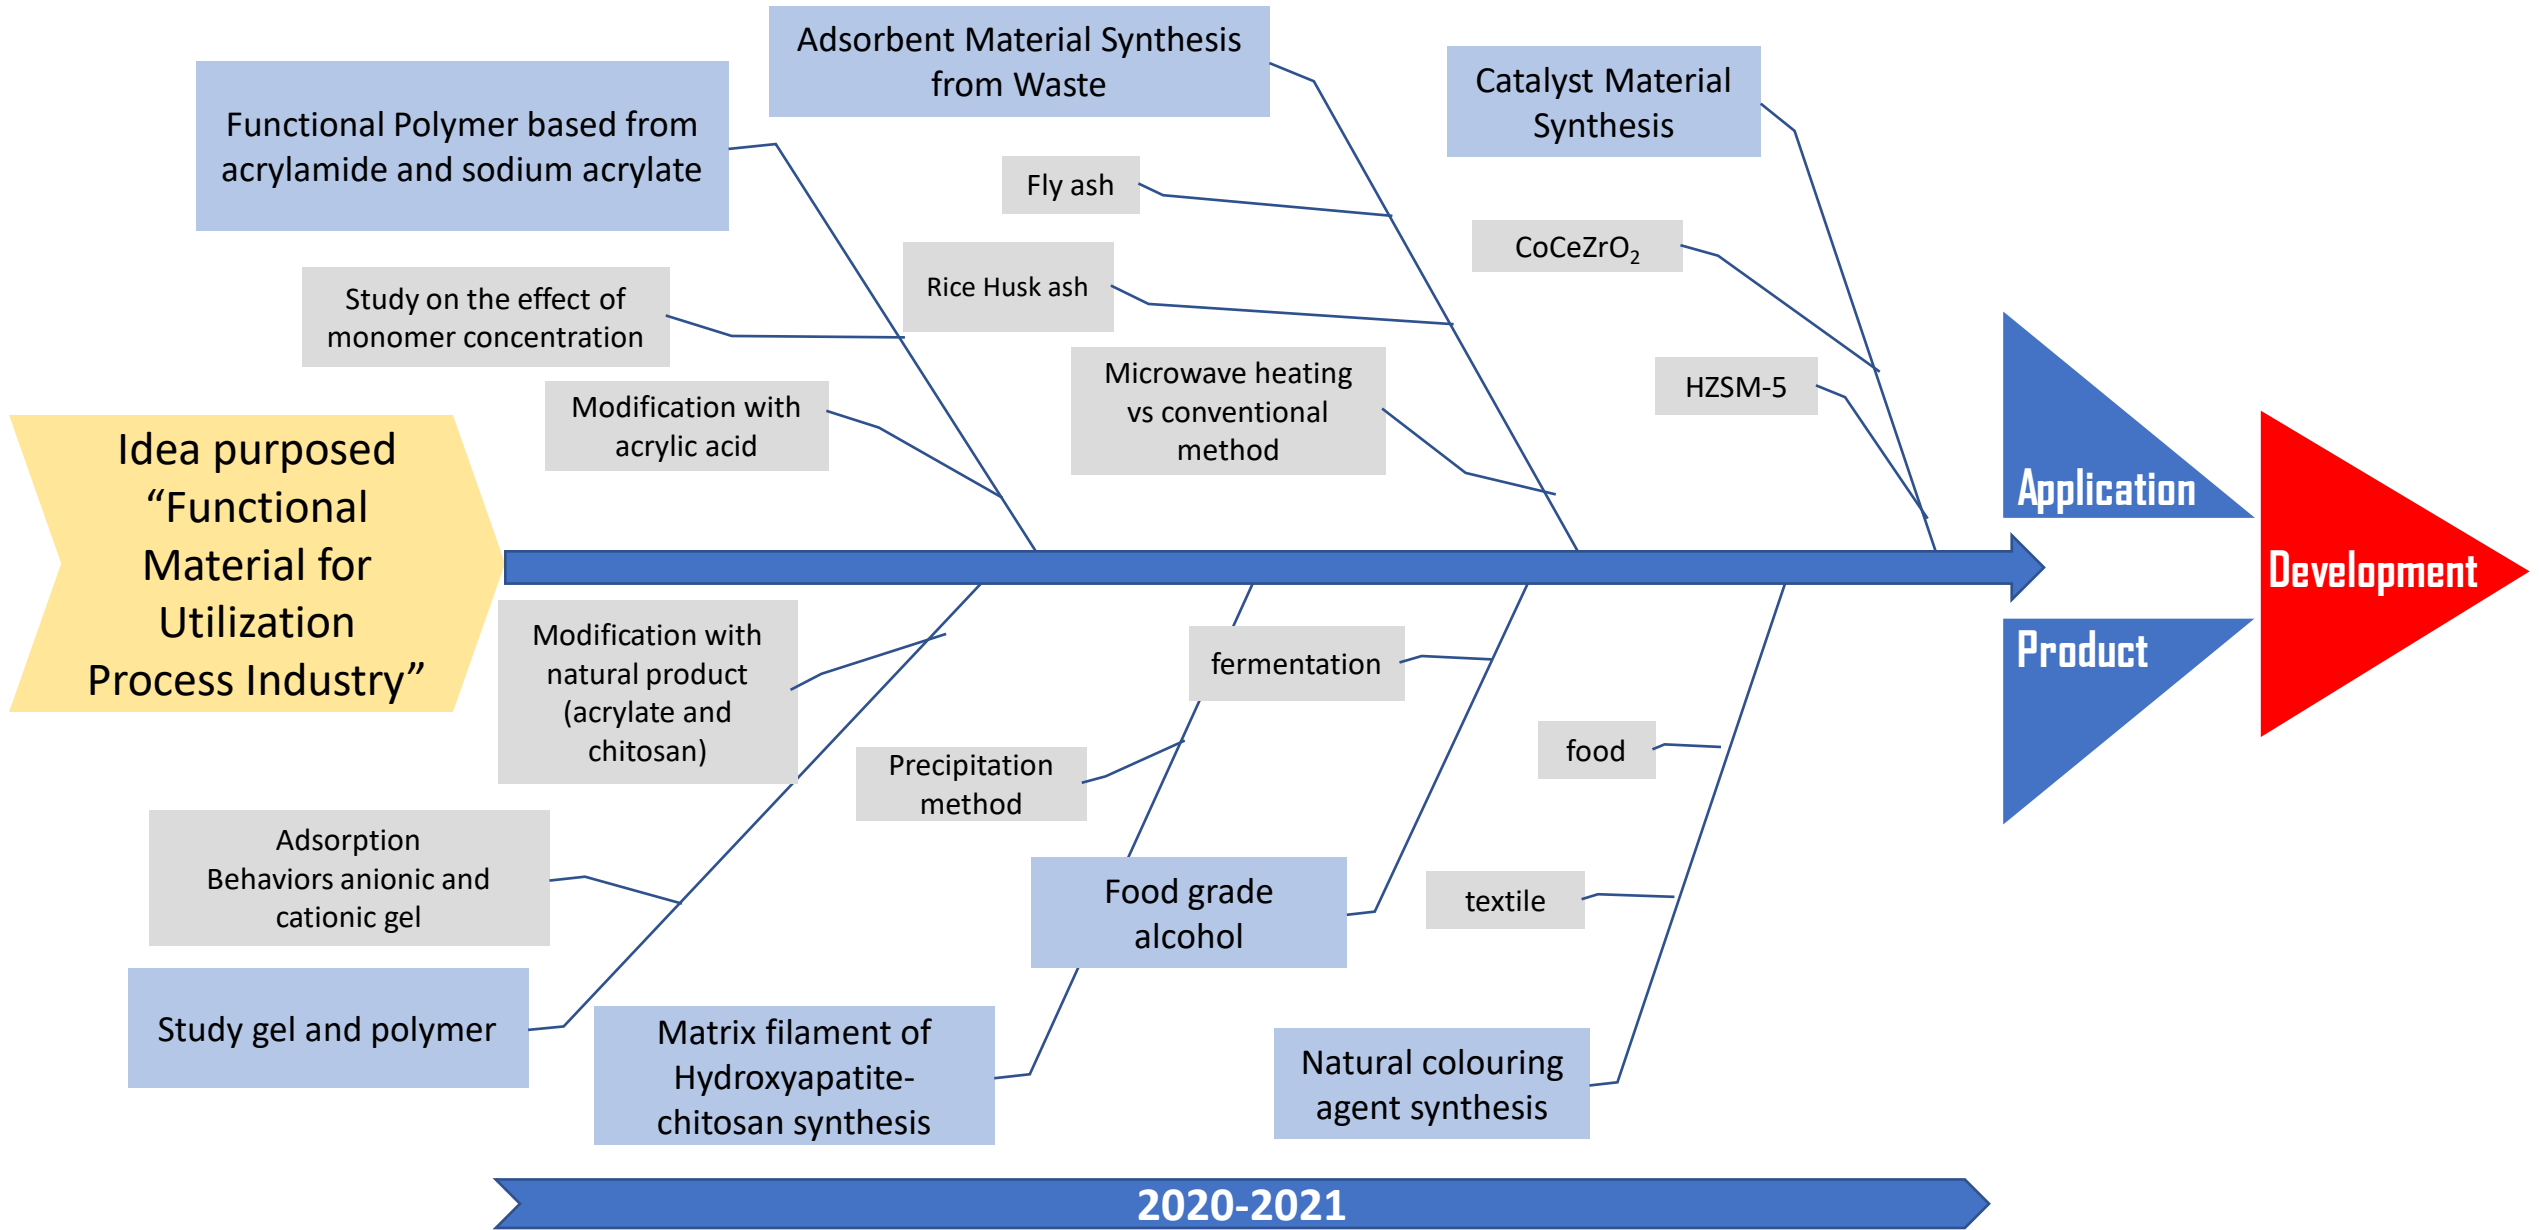 Adsorbent Material Synthesis
from Waste
Catalyst Material
Synthesis
Functional Polymer based from
acrylamide and sodium acrylate
Fly ash
CoCeZrO₂
Study on the effect of
monomer concentration
Rice Husk ash
Microwave heating
vs conventional
method
HZSM-5
Modification with
acrylic acid
Idea purposed
“Functional
Material for
Utilization
Process Industry”
Application
Development
Product
Modification with
natural product
(acrylate and
chitosan)
fermentation
food
Precipitation
method
Adsorption
Behaviors anionic and
cationic gel
Food grade
alcohol
textile
Study gel and polymer
Matrix filament of
Hydroxyapatite-
chitosan synthesis
Natural colouring
agent synthesis
2020-2021